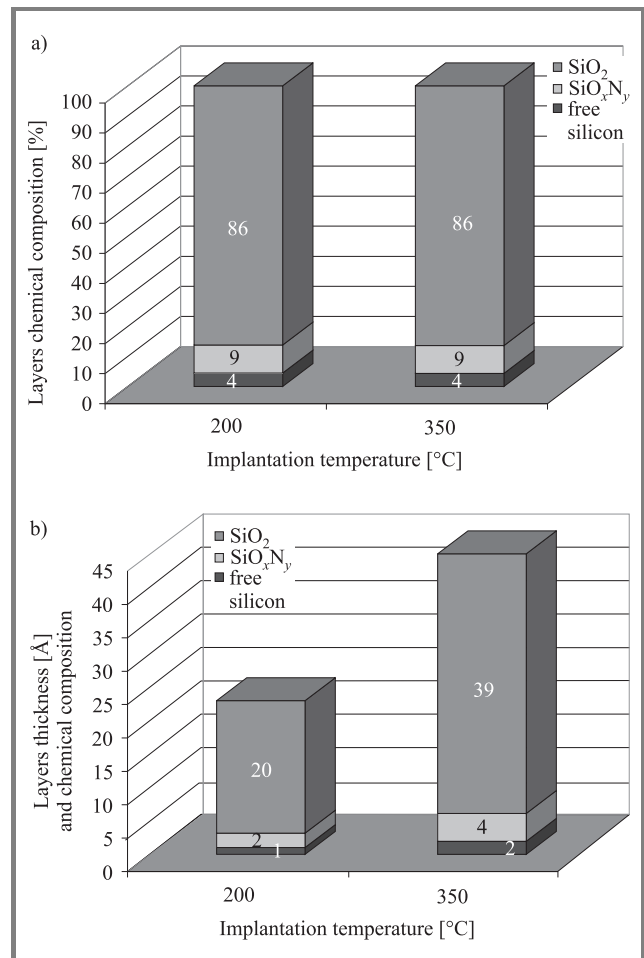 a)
SiO₂
SiOₓNᵧ
free
silicon
Layers chemical composition [%]
100
90
80
70
60
50
40
30
20
10
0
86
9
4
86
9
4
200
350
Implantation temperature [°C]
b)
SiO₂
SiOₓNᵧ
free
silicon
Layers thickness [Å]
and chemical composition
45
40
35
30
25
20
15
10
5
0
20
2
1
39
4
2
200
350
Implantation temperature [°C]